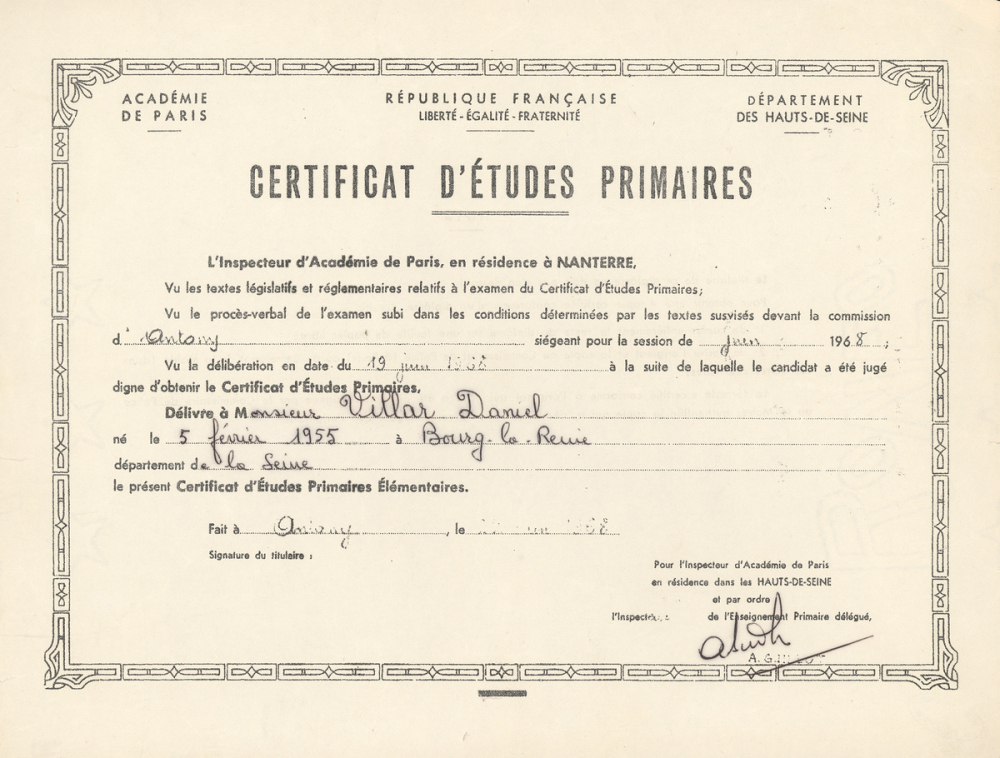 ACADÉMIE
DE PARIS
RÉPUBLIQUE FRANÇAISE
LIBERTÉ - ÉGALITÉ - FRATERNITÉ
DÉPARTEMENT
DES HAUTS-DE-SEINE
CERTIFICAT D'ÉTUDES PRIMAIRES
L'Inspecteur d'Académie de Paris, en résidence à NANTERRE,
Vu les textes législatifs et réglementaires relatifs à l'examen du Certificat d'Études Primaires;
Vu le procès-verbal de l'examen subi dans les conditions déterminées par les textes susvisés devant la commission
d'Antony siégeant pour la session de juin 1968 ;
Vu la délibération en date du 19 juin 1968 à la suite de laquelle le candidat a été jugé
digne d'obtenir le Certificat d'Études Primaires,
Délivre à Monsieur Villar Daniel
né le 5 février 1955 à Bourg-la-Reine
département de la Seine
le présent Certificat d'Études Primaires Élémentaires.
Fait à Antony, le juin 1968
Signature du titulaire :
Pour l'Inspecteur d'Académie de Paris
en résidence dans les HAUTS-DE-SEINE
et par ordre
l'Inspecteur de l'Enseignement Primaire délégué,
A.